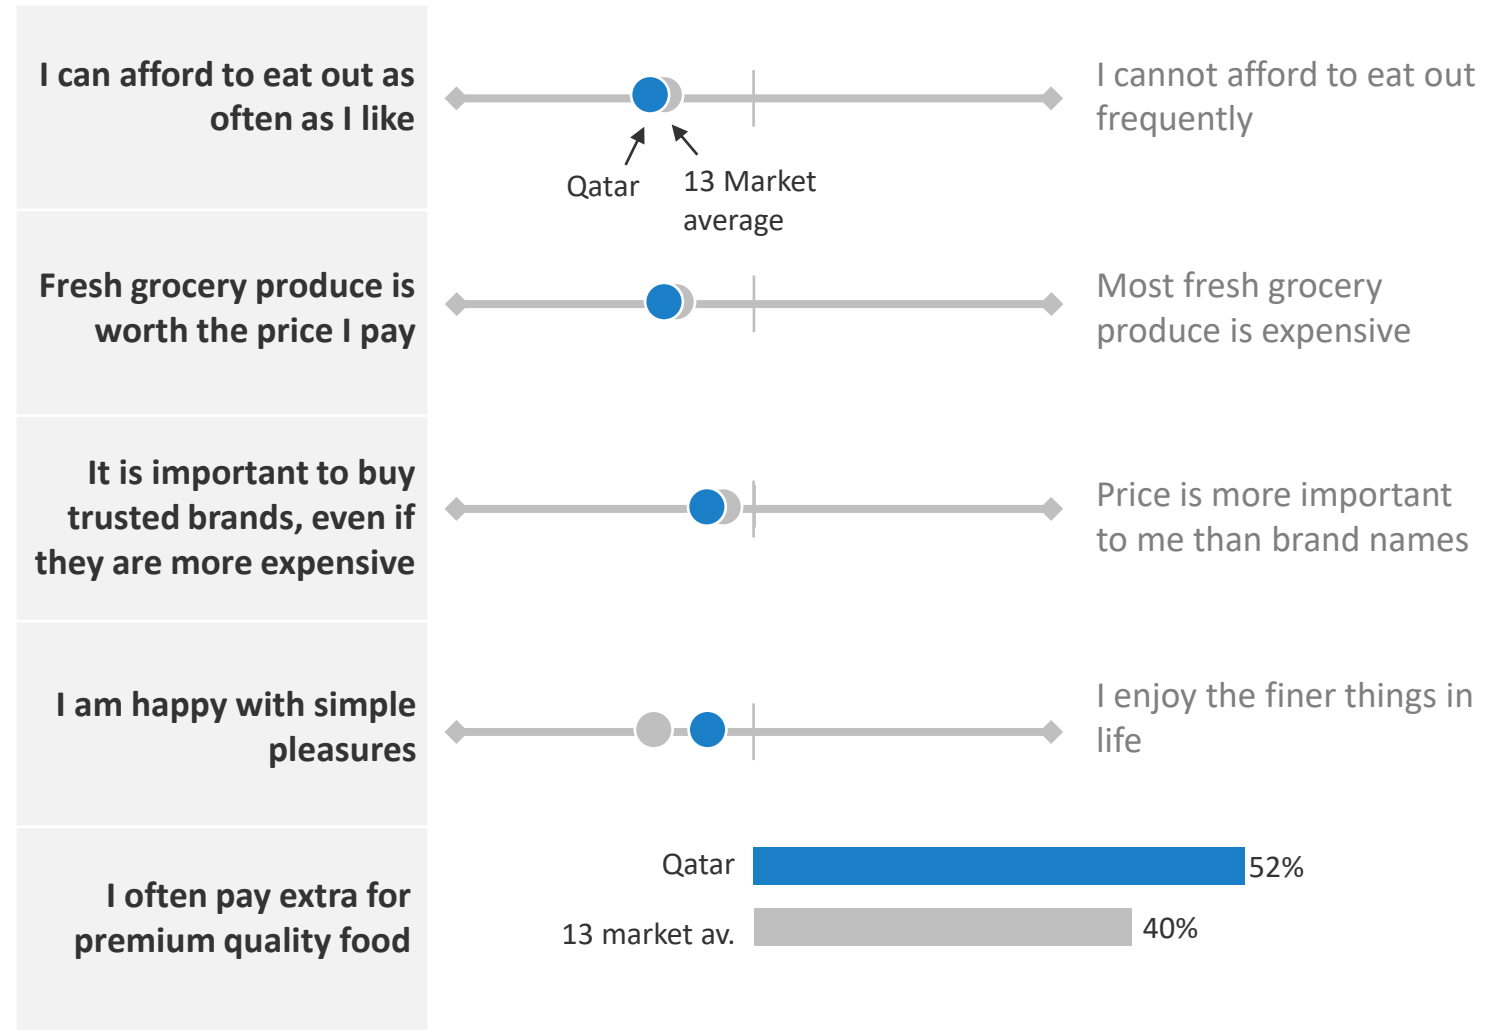 I can afford to eat out as
often as I like
I cannot afford to eat out
frequently
Qatar
13 Market
average
Fresh grocery produce is
worth the price I pay
Most fresh grocery
produce is expensive
It is important to buy
trusted brands, even if
they are more expensive
Price is more important
to me than brand names
I am happy with simple
pleasures
I enjoy the finer things in
life
I often pay extra for
premium quality food
Qatar
52%
13 market av.
40%